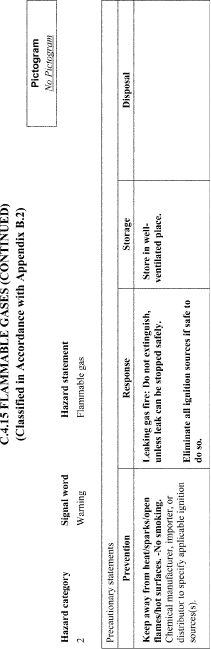 C.4.15 FLAMMABLE GASES (CONTINUED)
(Classified in Accordance with Appendix B.2)
Pictogram
No Pictogram
Hazard category
Signal word
Hazard statement
2
Warning
Flammable gas
Precautionary statements
Prevention
Response
Storage
Disposal
Keep away from heat/sparks/open
flames/hot surfaces. -No smoking.
Chemical manufacturer, importer, or
distributor to specify applicable ignition
sources(s).
Leaking gas fire: Do not extinguish,
unless leak can be stopped safely.
Eliminate all ignition sources if safe to
do so.
Store in well-
ventilated place.